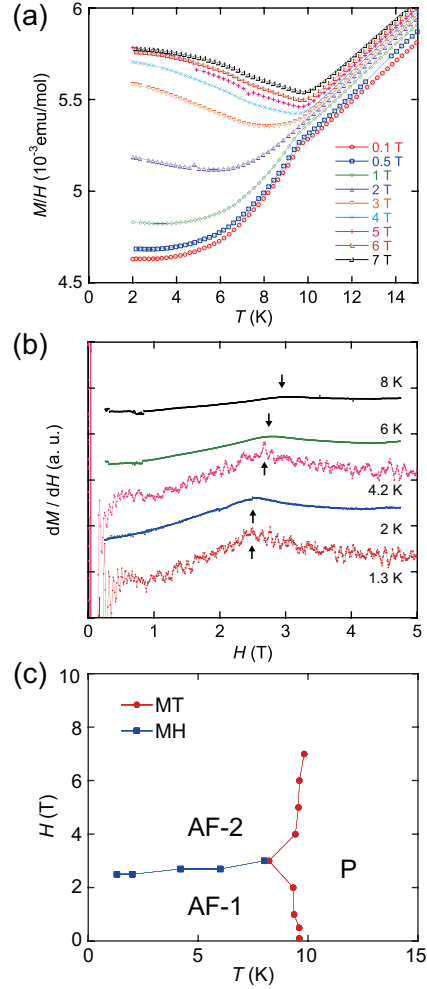 (a)
6
5.5
5
4.5
M/H (10⁻³ emu/mol)
0.1 T
0.5 T
1 T
2 T
3 T
4 T
5 T
6 T
7 T
0 2 4 6 8 10 12 14
T (K)
(b)
dM / dH (a. u.)
8 K
6 K
4.2 K
2 K
1.3 K
0 1 2 3 4 5
H (T)
(c)
10
8
6
4
2
0
H (T)
MT
MH
AF-2
P
AF-1
0 5 10 15
T (K)